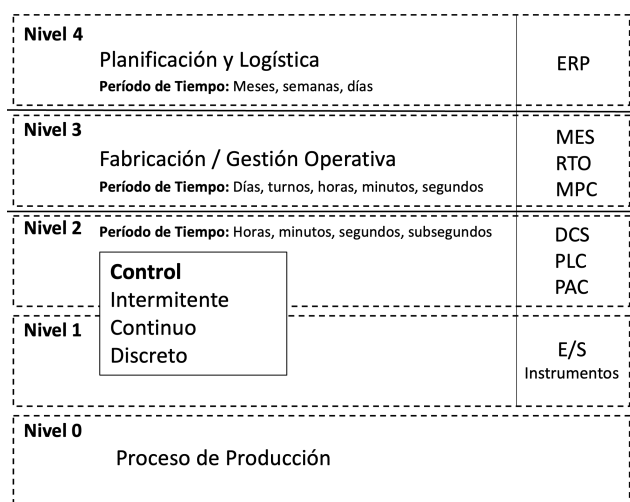 Nivel 4
Planificación y Logística
Período de Tiempo: Meses, semanas, días
ERP
Nivel 3
Fabricación / Gestión Operativa
Período de Tiempo: Días, turnos, horas, minutos, segundos
MES
RTO
MPC
Nivel 2
Período de Tiempo: Horas, minutos, segundos, subsegundos
DCS
PLC
PAC
Control
Intermitente
Continuo
Discreto
Nivel 1
E/S
Instrumentos
Nivel 0
Proceso de Producción